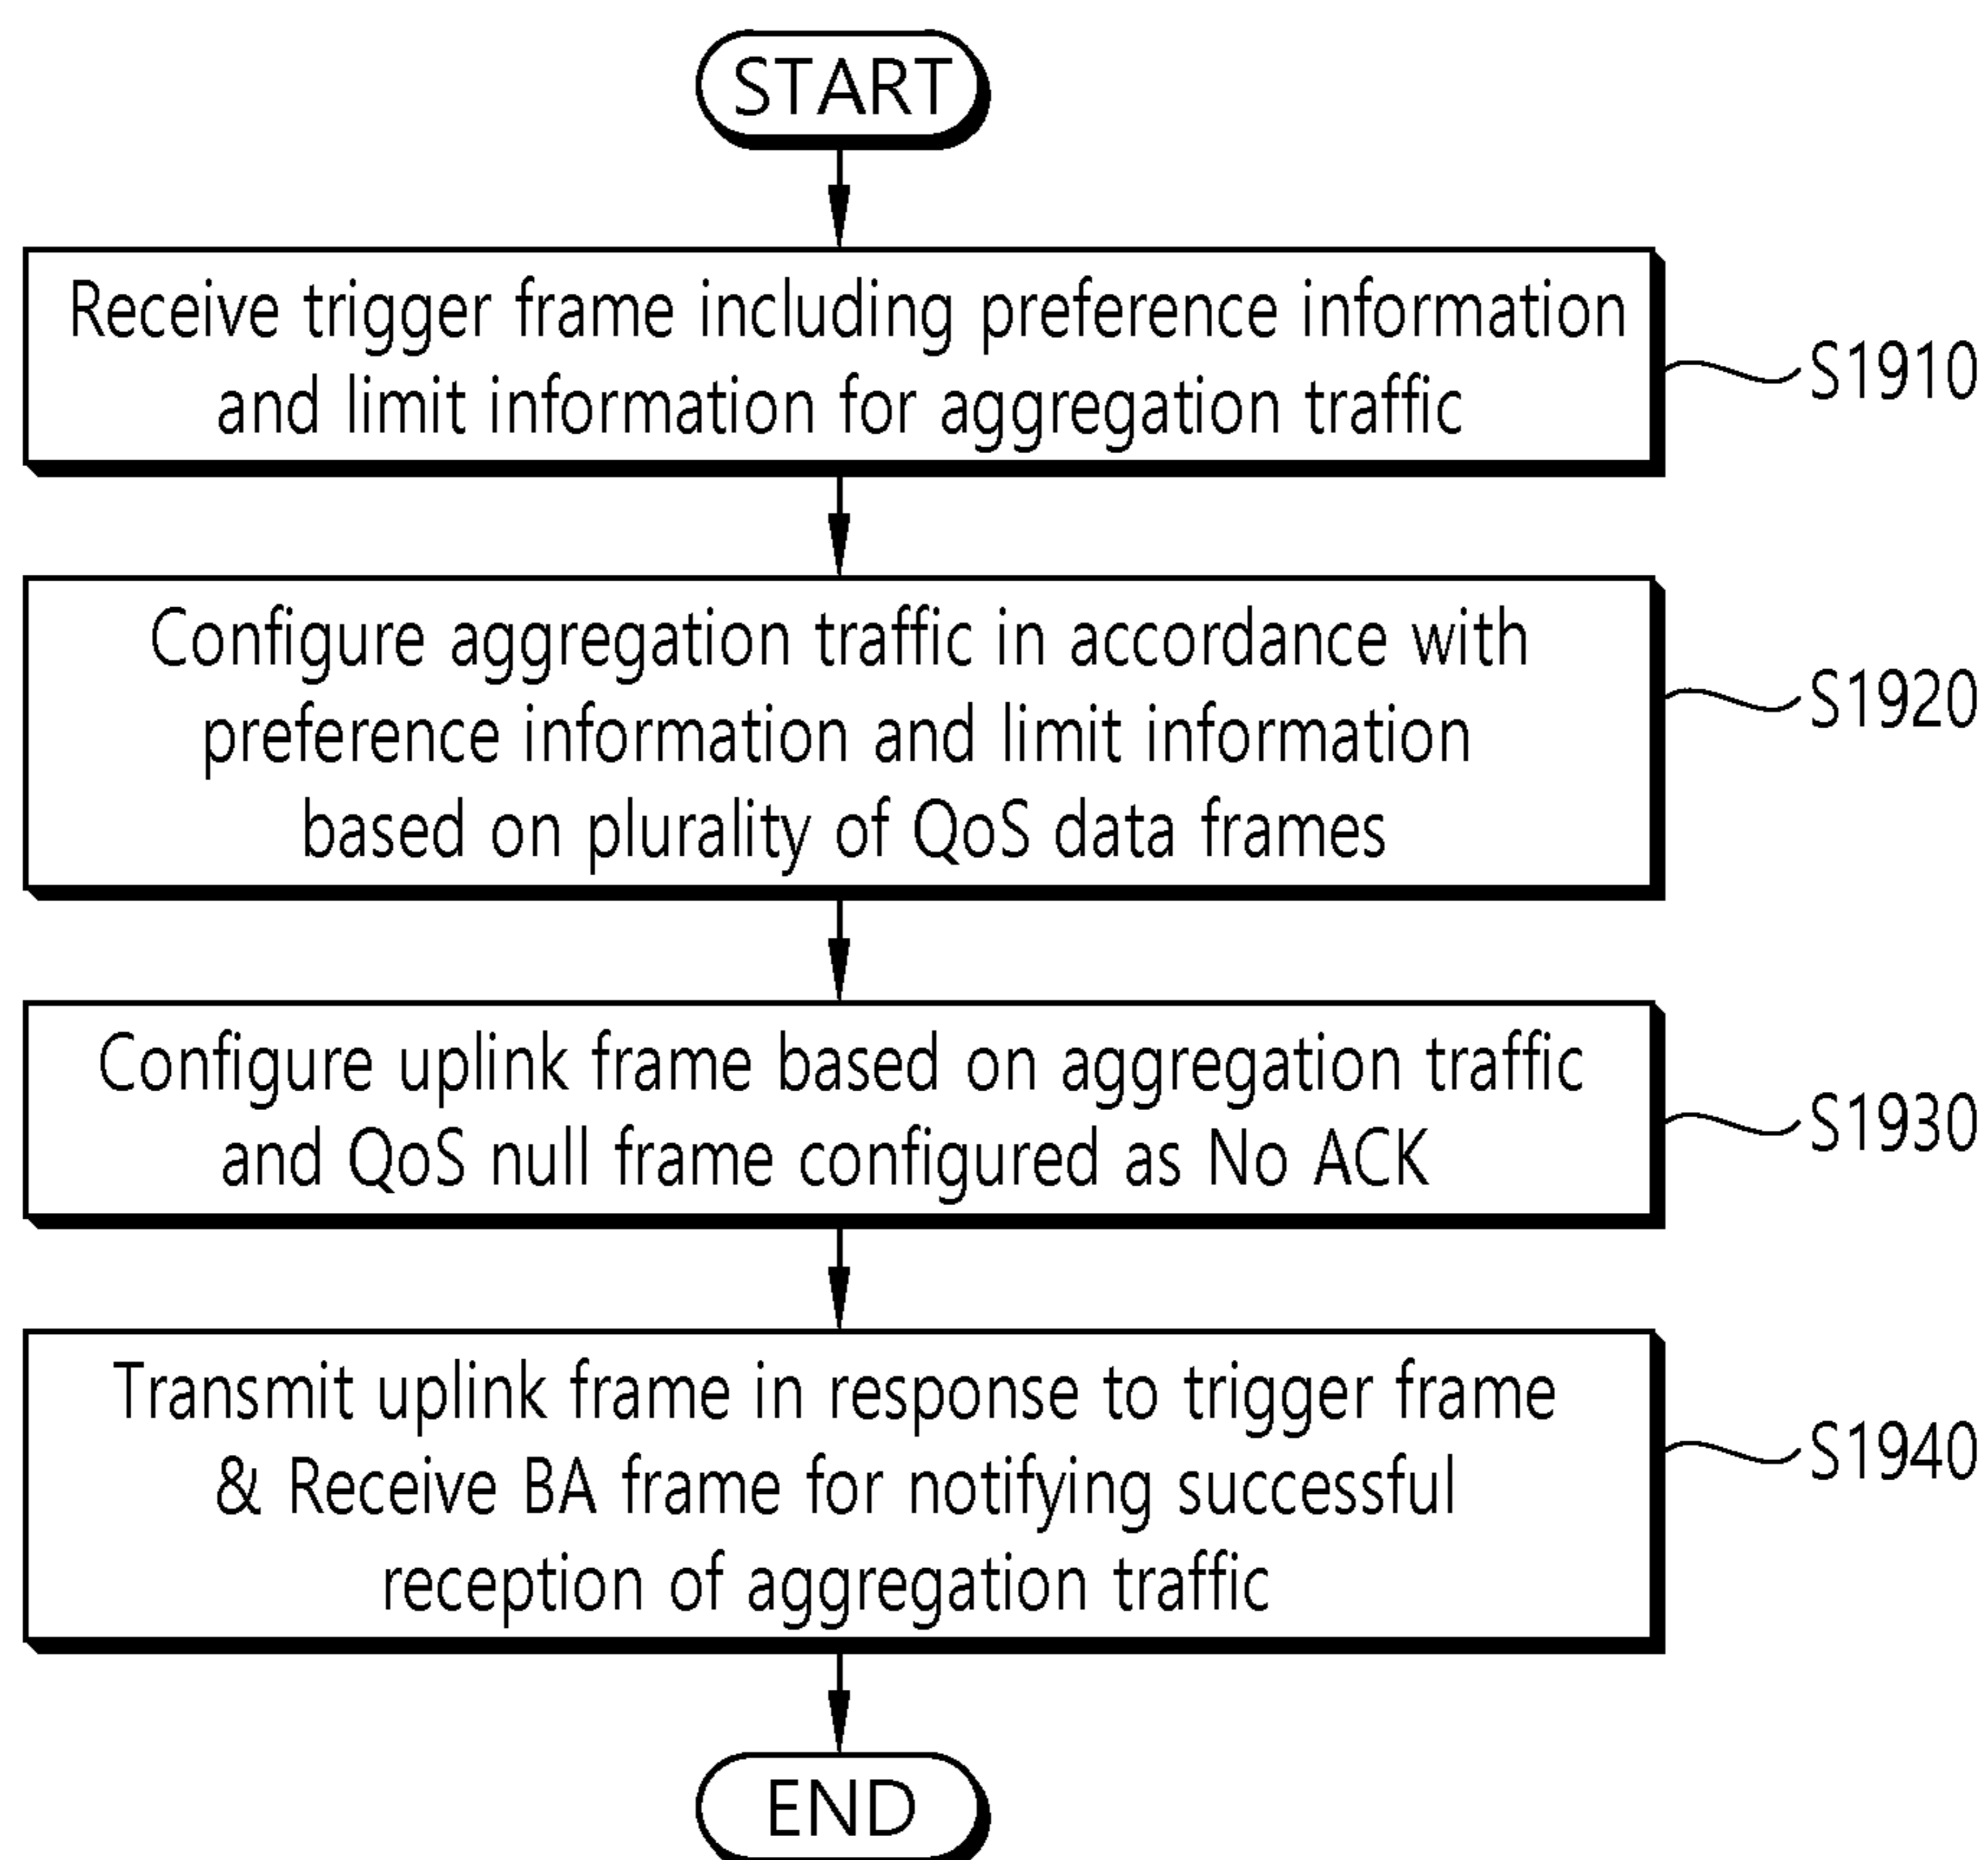 START
Receive trigger frame including preference information
and limit information for aggregation traffic
S1910
Configure aggregation traffic in accordance with
preference information and limit information
based on plurality of QoS data frames
S1920
Configure uplink frame based on aggregation traffic
and QoS null frame configured as No ACK
S1930
Transmit uplink frame in response to trigger frame
& Receive BA frame for notifying successful
reception of aggregation traffic
S1940
END